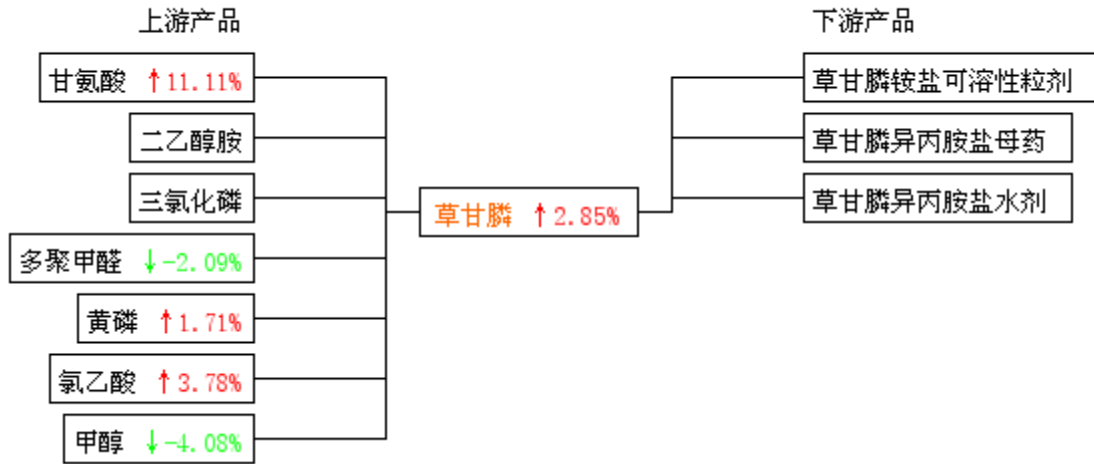 上游产品
下游产品
甘氨酸 ↑11.11%
二乙醇胺
三氯化磷
多聚甲醛 ↓-2.09%
黄磷 ↑1.71%
氯乙酸 ↑3.78%
甲醇 ↓-4.08%
草甘膦 ↑2.85%
草甘膦铵盐可溶性粒剂
草甘膦异丙胺盐母药
草甘膦异丙胺盐水剂